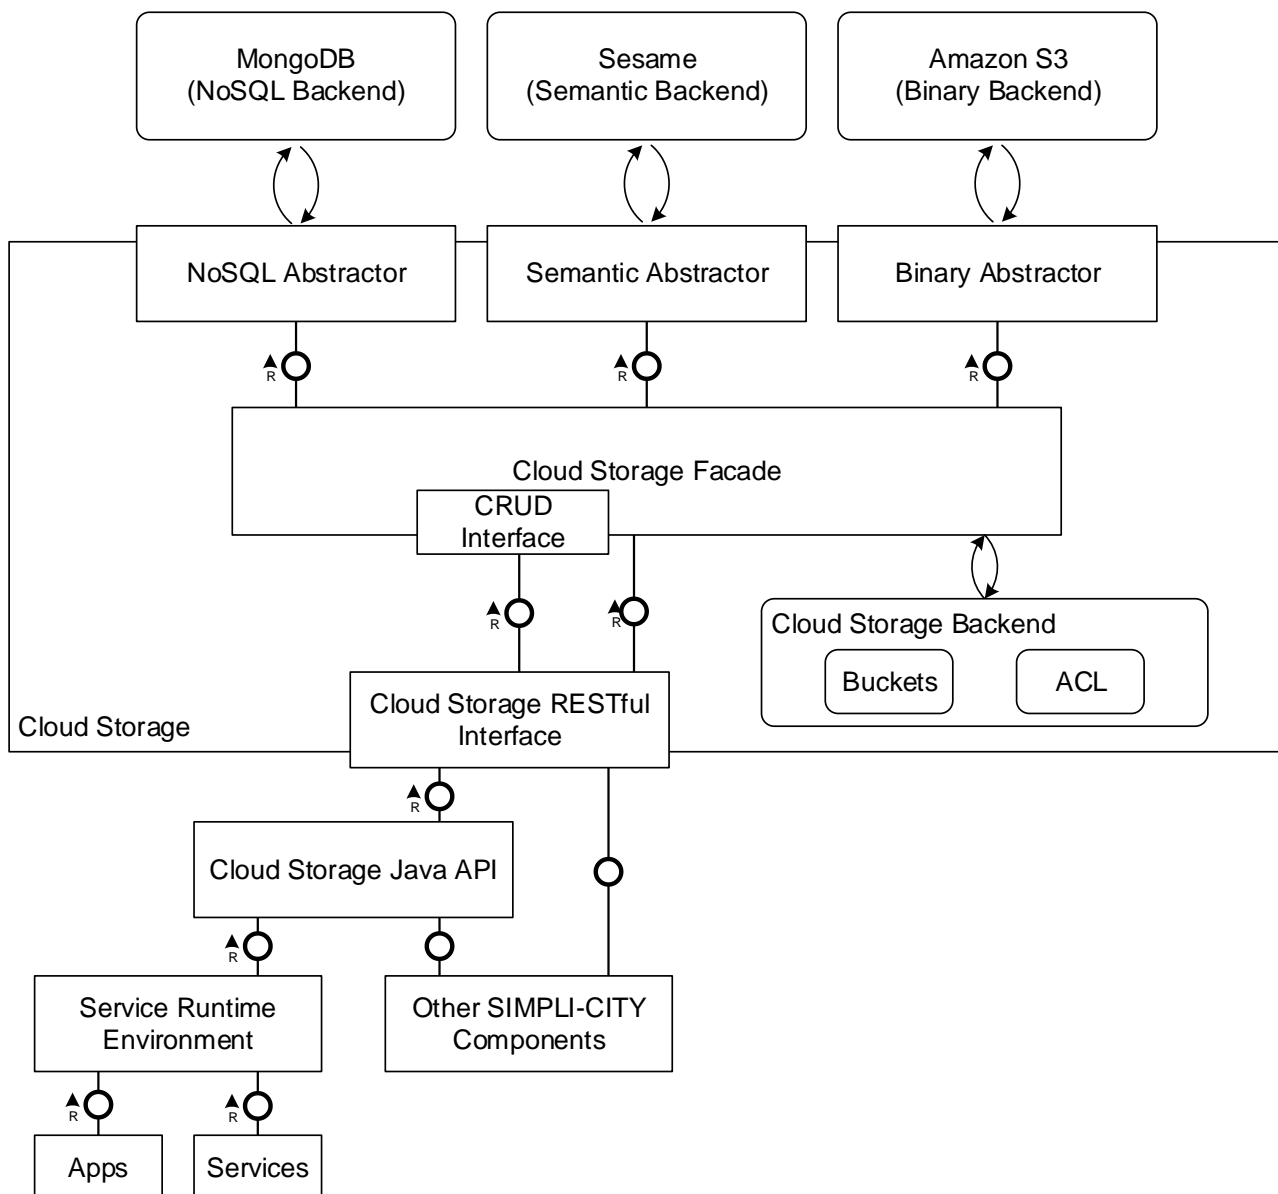 MongoDB
(NoSQL Backend)
Sesame
(Semantic Backend)
Amazon S3
(Binary Backend)
NoSQL Abstractor
Semantic Abstractor
Binary Abstractor
R
R
R
Cloud Storage Facade
CRUD
Interface
R
R
Cloud Storage Backend
Buckets
ACL
Cloud Storage RESTful
Interface
Cloud Storage
R
Cloud Storage Java API
R
Service Runtime
Environment
Other SIMPLI-CITY
Components
R
R
Apps
Services